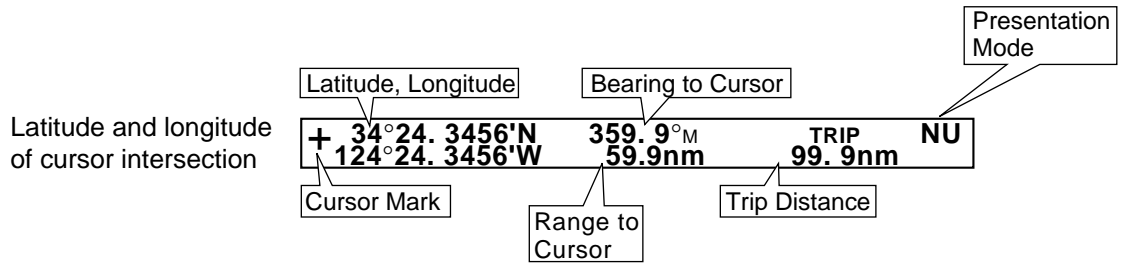 Presentation
Mode
Latitude, Longitude
Bearing to Cursor
Latitude and longitude
of cursor intersection
+ 34°24. 3456'N 359. 9°M TRIP NU
124°24. 3456'W 59.9nm 99. 9nm
Cursor Mark
Range to
Cursor
Trip Distance